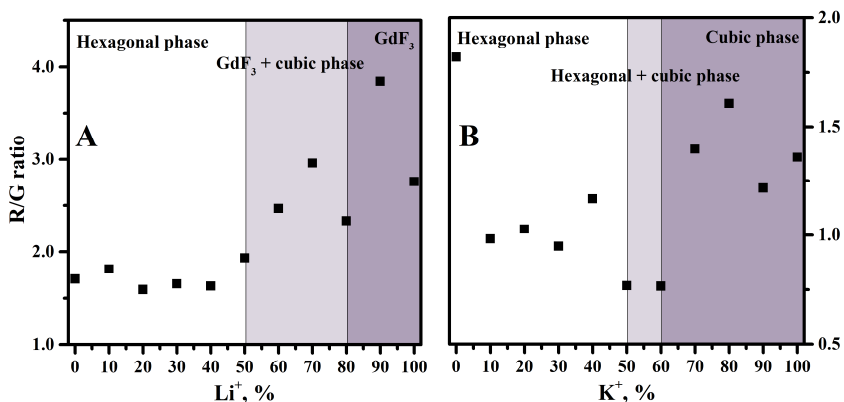 Hexagonal phase
GdF₃
GdF₃ + cubic phase
A
R/G ratio
4.0
3.0
2.0
1.0
0 10 20 30 40 50 60 70 80 90 100
Li⁺, %
Hexagonal phase
Cubic phase
Hexagonal + cubic phase
B
2.0
1.5
1.0
0.5
0 10 20 30 40 50 60 70 80 90 100
K⁺, %